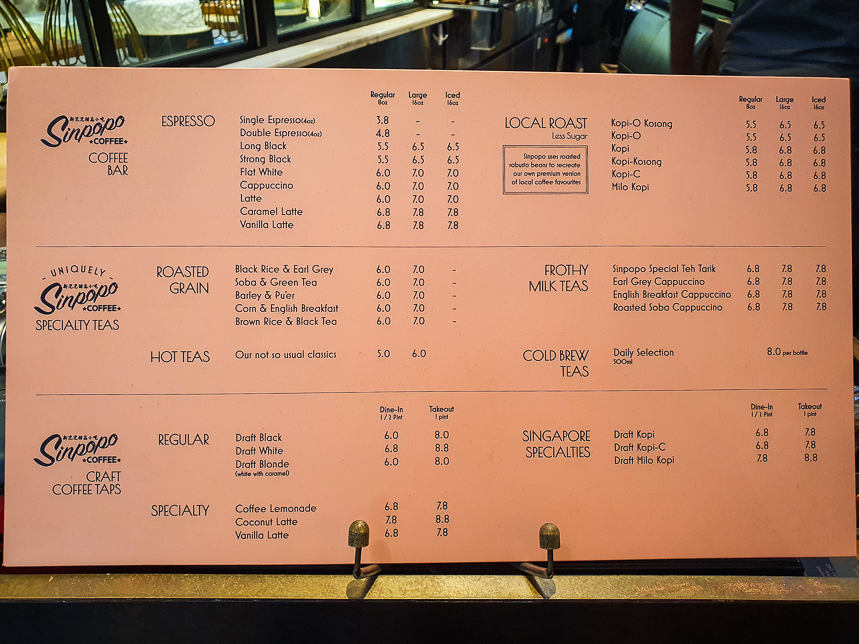 Regular Large Iced
8oz 16oz 16oz
Sinpopo
★COFFEE★
COFFEE
BAR
ESPRESSO
Single Espresso(4oz) 3.8 - -
Double Espresso(4oz) 4.8 - -
Long Black 5.5 6.5 6.5
Strong Black 5.5 6.5 6.5
Flat White 6.0 7.0 7.0
Cappuccino 6.0 7.0 7.0
Latte 6.0 7.0 7.0
Caramel Latte 6.8 7.8 7.8
Vanilla Latte 6.8 7.8 7.8
Regular Large Iced
8oz 16oz 16oz
LOCAL ROAST
Less Sugar
Sinpopo uses roasted
robusta beans to recreate
our own premium version
of local coffee favourites
Kopi-O Kosong 5.5 6.5 6.5
Kopi-O 5.5 6.5 6.5
Kopi 5.8 6.8 6.8
Kopi-Kosong 5.8 6.8 6.8
Kopi-C 5.8 6.8 6.8
Milo Kopi 5.8 6.8 6.8
- UNIQUELY -
Sinpopo
★COFFEE★
SPECIALTY TEAS
ROASTED
GRAIN
Black Rice & Earl Grey 6.0 7.0 -
Soba & Green Tea 6.0 7.0 -
Barley & Pu'er 6.0 7.0 -
Corn & English Breakfast 6.0 7.0 -
Brown Rice & Black Tea 6.0 7.0 -
HOT TEAS
Our not so usual classics 5.0 6.0
FROTHY
MILK TEAS
Sinpopo Special Teh Tarik 6.8 7.8 7.8
Earl Grey Cappuccino 6.8 7.8 7.8
English Breakfast Cappuccino 6.8 7.8 7.8
Roasted Soba Cappuccino 6.8 7.8 7.8
COLD BREW
TEAS
Daily Selection 8.0 per bottle
500ml
Sinpopo
★COFFEE★
CRAFT
COFFEE TAPS
Dine-In Takeout
1/2 Pint 1 pint
REGULAR
Draft Black 6.0 8.0
Draft White 6.8 8.8
Draft Blonde 6.0 8.0
(white with caramel)
SPECIALTY
Coffee Lemonade 6.8 7.8
Coconut Latte 7.8 8.8
Vanilla Latte 6.8 7.8
Dine-In Takeout
1/2 Pint 1 pint
SINGAPORE
SPECIALTIES
Draft Kopi 6.8 7.8
Draft Kopi-C 6.8 7.8
Draft Milo Kopi 7.8 8.8